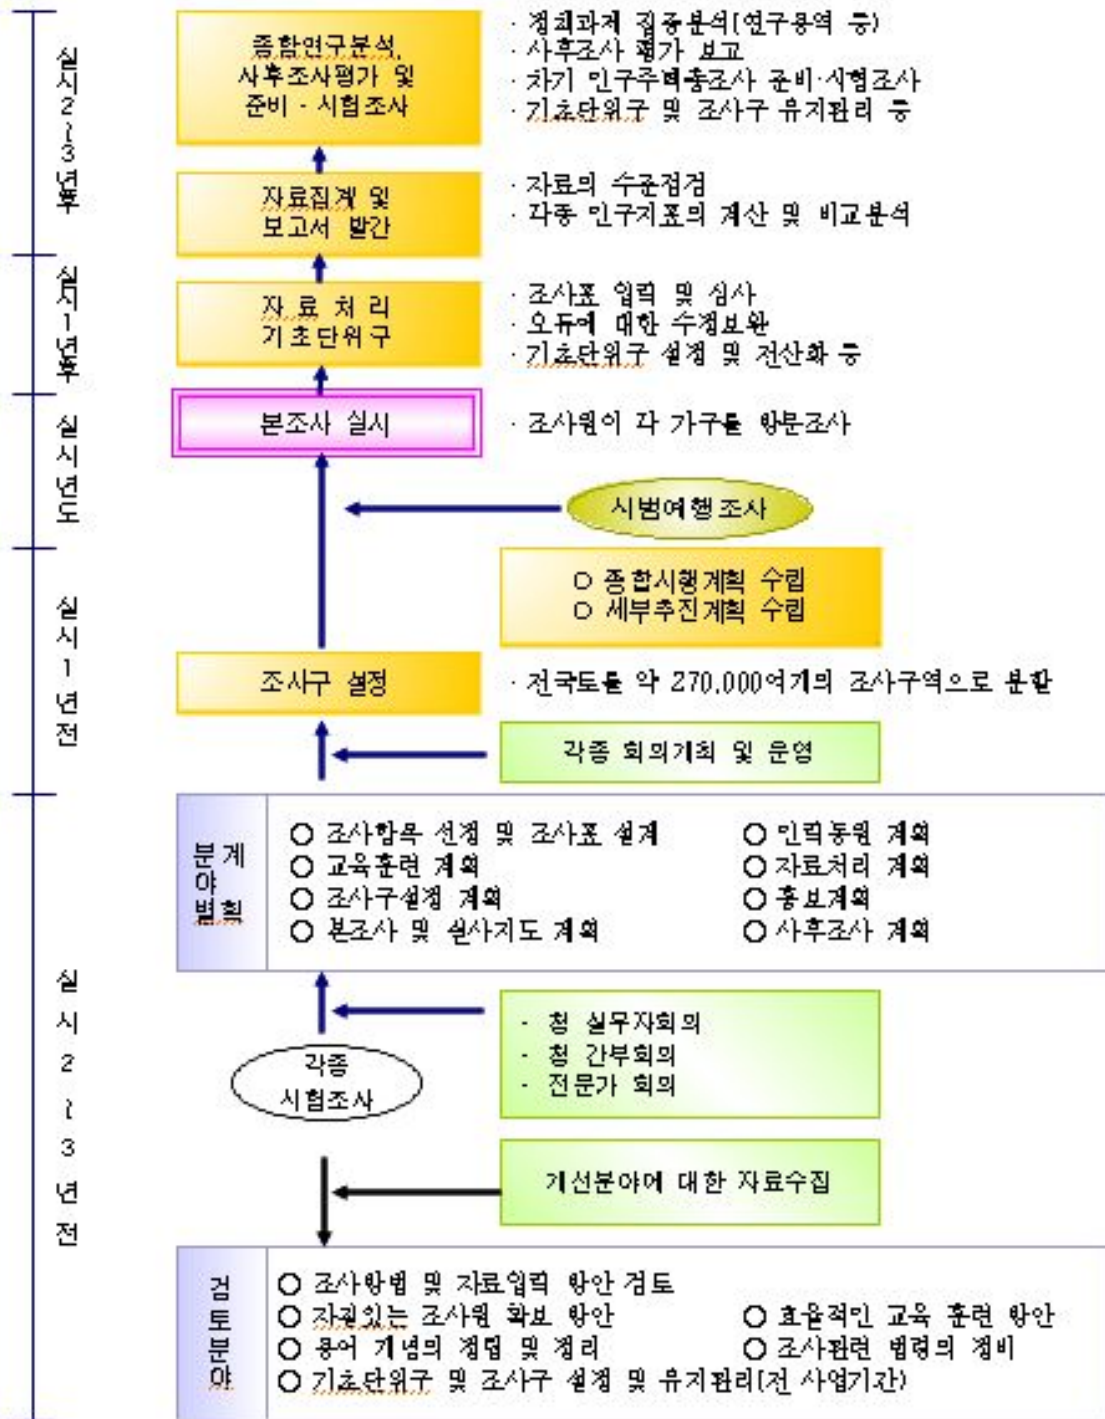 실시2~3년후
종합연구분석,
사후조사평가 및
준비 · 시험조사
· 정책과제 집중분석(연구용역 등)
· 사후조사 평가 보고
· 차기 인구주택총조사 준비·시험조사
· 기초단위구 및 조사구 유지관리 등
자료집계 및
보고서 발간
· 자료의 수준점검
· 각종 인구지표의 계산 및 비교분석
실시1년후
자 료 처 리
기초단위구
· 조사표 입력 및 심사
· 오류에 대한 수정보완
· 기초단위구 설정 및 전산화 등
실시년도
본조사 실시
· 조사원이 각 가구를 방문조사
시범예행조사
실시1년전
○ 종합시행계획 수립
○ 세부추진계획 수립
조사구 설정
· 전국토를 약 270,000여개의 조사구역으로 분할
각종 회의개최 및 운영
실시2~3년전
분야별계획
○ 조사항목 선정 및 조사표 설계
○ 인력동원 계획
○ 교육훈련 계획
○ 자료처리 계획
○ 조사구설정 계획
○ 홍보계획
○ 본조사 및 실사지도 계획
○ 사후조사 계획
· 청 실무자회의
· 청 간부회의
· 전문가 회의
각종
시험조사
개선분야에 대한 자료수집
검토분야
○ 조사방법 및 자료입력 방안 검토
○ 자질있는 조사원 확보 방안
○ 효율적인 교육 훈련 방안
○ 용어 개념의 정립 및 정리
○ 조사관련 법령의 정비
○ 기초단위구 및 조사구 설정 및 유지관리(전 사업기간)